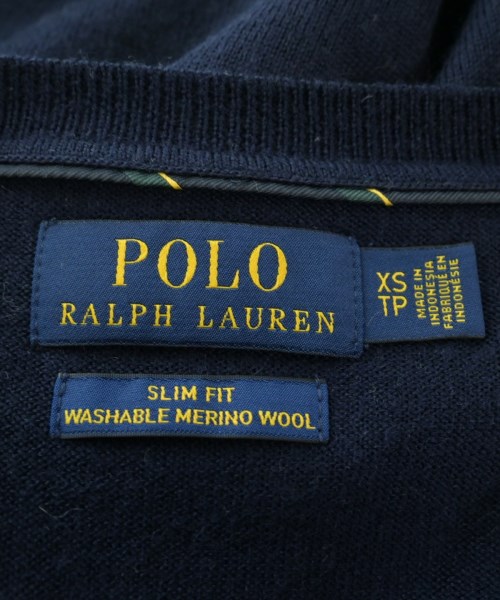 POLO
RALPH LAUREN
XS
TP
MADE IN
INDONESIA
FABRIQUÉ EN
INDONÉSIE
SLIM FIT
WASHABLE MERINO WOOL